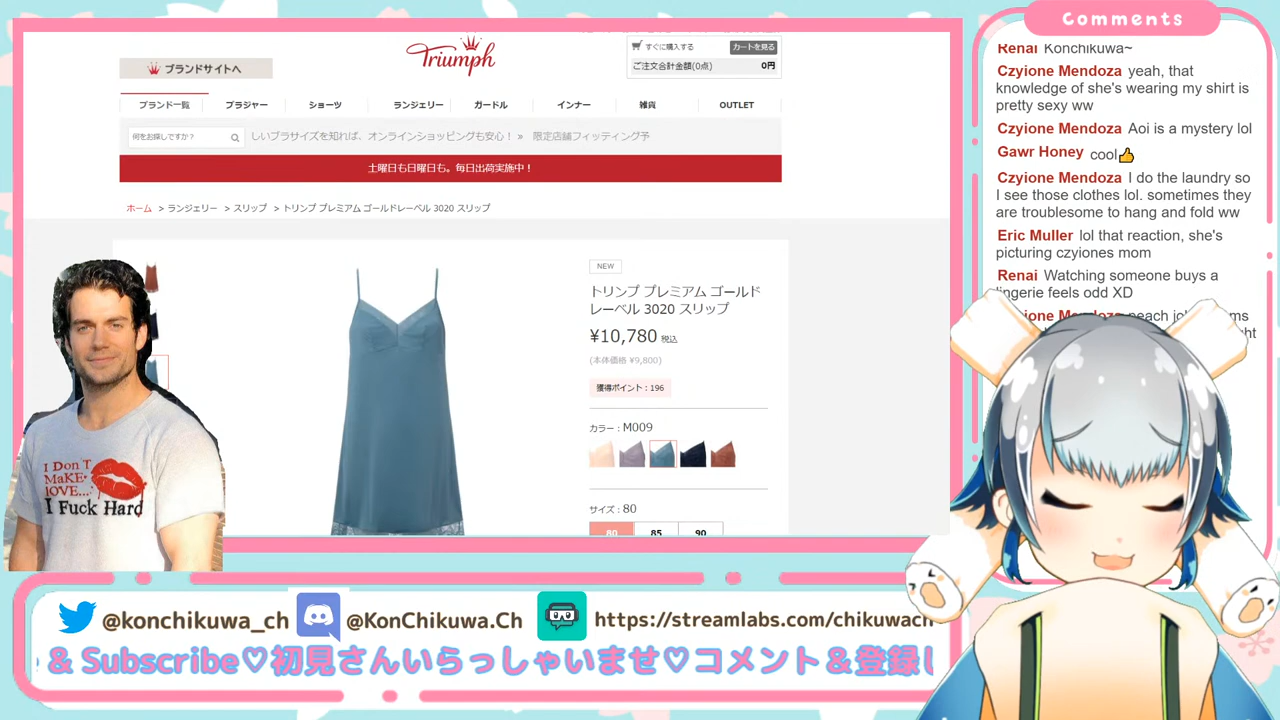 Triumph
すぐに購入する
カートを見る
ご注文合計金額(0点)
0円
ブランドサイトへ
ブランド一覧
ブラジャー
ショーツ
ランジェリー
ガードル
インナー
雑貨
OUTLET
何をお探しですか?
しいブラサイズを知れば、オンラインショッピングも安心! » 限定店舗フィッティング予
土曜日も日曜日も。毎日出荷実施中!
ホーム > ランジェリー > スリップ > トリンプ プレミアム ゴールドレーベル 3020 スリップ
NEW
トリンプ プレミアム ゴールド
レーベル 3020 スリップ
¥10,780 税込
(本体価格 ¥9,800)
獲得ポイント:196
カラー:M009
サイズ:80
80
85
90
I DON'T
MAKE
LOVE...
I Fuck Hard
Comments
Renai Konchikuwa~
Czyione Mendoza yeah, that
knowledge of she's wearing my shirt is
pretty sexy ww
Czyione Mendoza Aoi is a mystery lol
Gawr Honey cool👍
Czyione Mendoza I do the laundry so
I see those clothes lol. sometimes they
are troublesome to hang and fold ww
Eric Muller lol that reaction, she's
picturing czyiones mom
Renai Watching someone buys a
lingerie feels odd XD
@konchikuwa_ch
@KonChikuwa.Ch
https://streamlabs.com/chikuwach
& Subscribe♡初見さんいらっしゃいませ♡コメント&登録し